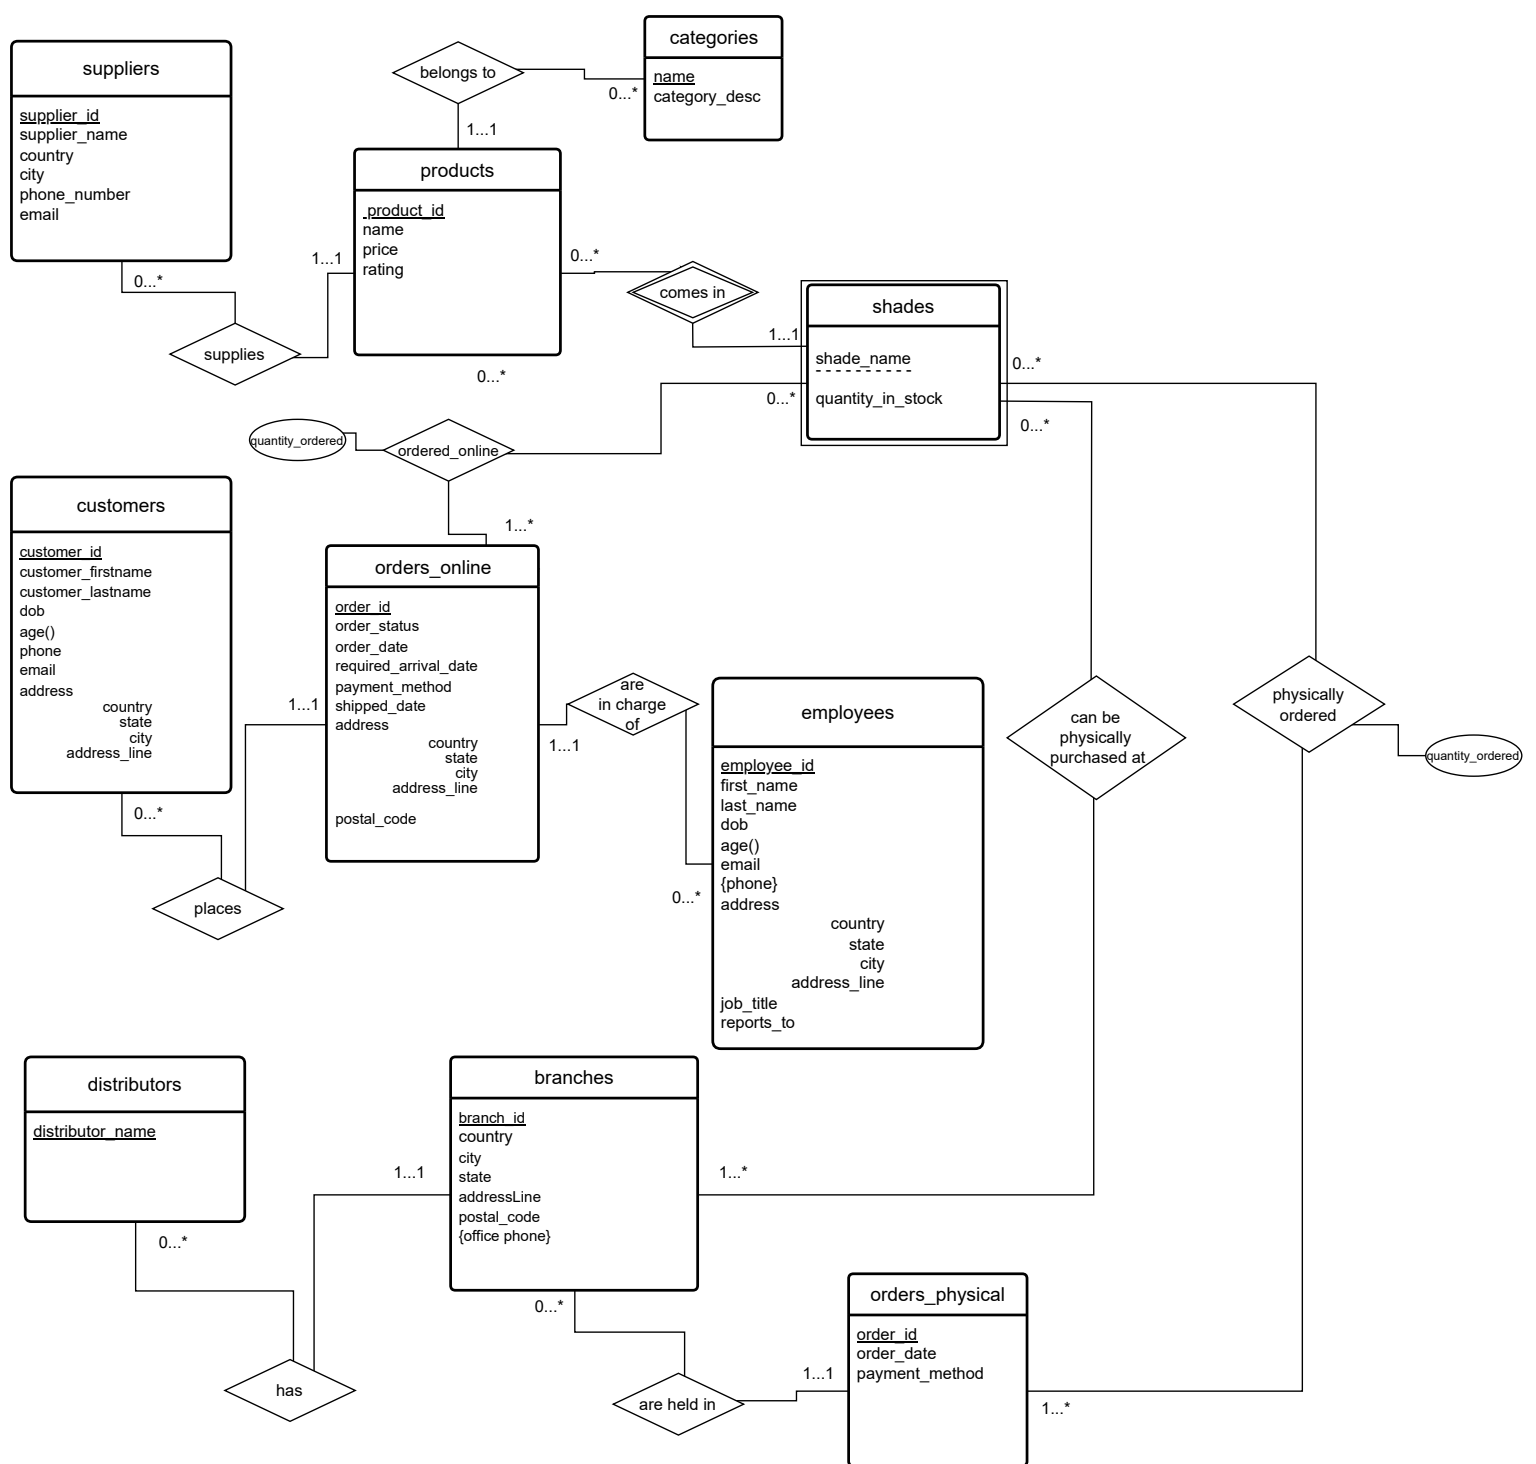 suppliers
supplier_id
supplier_name
country
city
phone_number
email
0...*
supplies
1...1
belongs to
0...*
1...1
categories
name
category_desc
products
product_id
name
price
rating
0...*
0...*
comes in
1...1
shades
shade_name
quantity_in_stock
0...*
0...*
0...*
quantity_ordered
ordered_online
1...*
customers
customer_id
customer_firstname
customer_lastname
dob
age()
phone
email
address
country
state
city
address_line
0...*
places
1...1
orders_online
order_id
order_status
order_date
required_arrival_date
payment_method
shipped_date
address
country
state
city
address_line
postal_code
are
in charge
of
1...1
0...*
employees
employee_id
first_name
last_name
dob
age()
email
{phone}
address
country
state
city
address_line
job_title
reports_to
can be
physically
purchased at
physically
ordered
quantity_ordered
distributors
distributor_name
0...*
has
1...1
branches
branch_id
country
city
state
addressLine
postal_code
{office phone}
1...*
0...*
are held in
1...1
orders_physical
order_id
order_date
payment_method
1...*